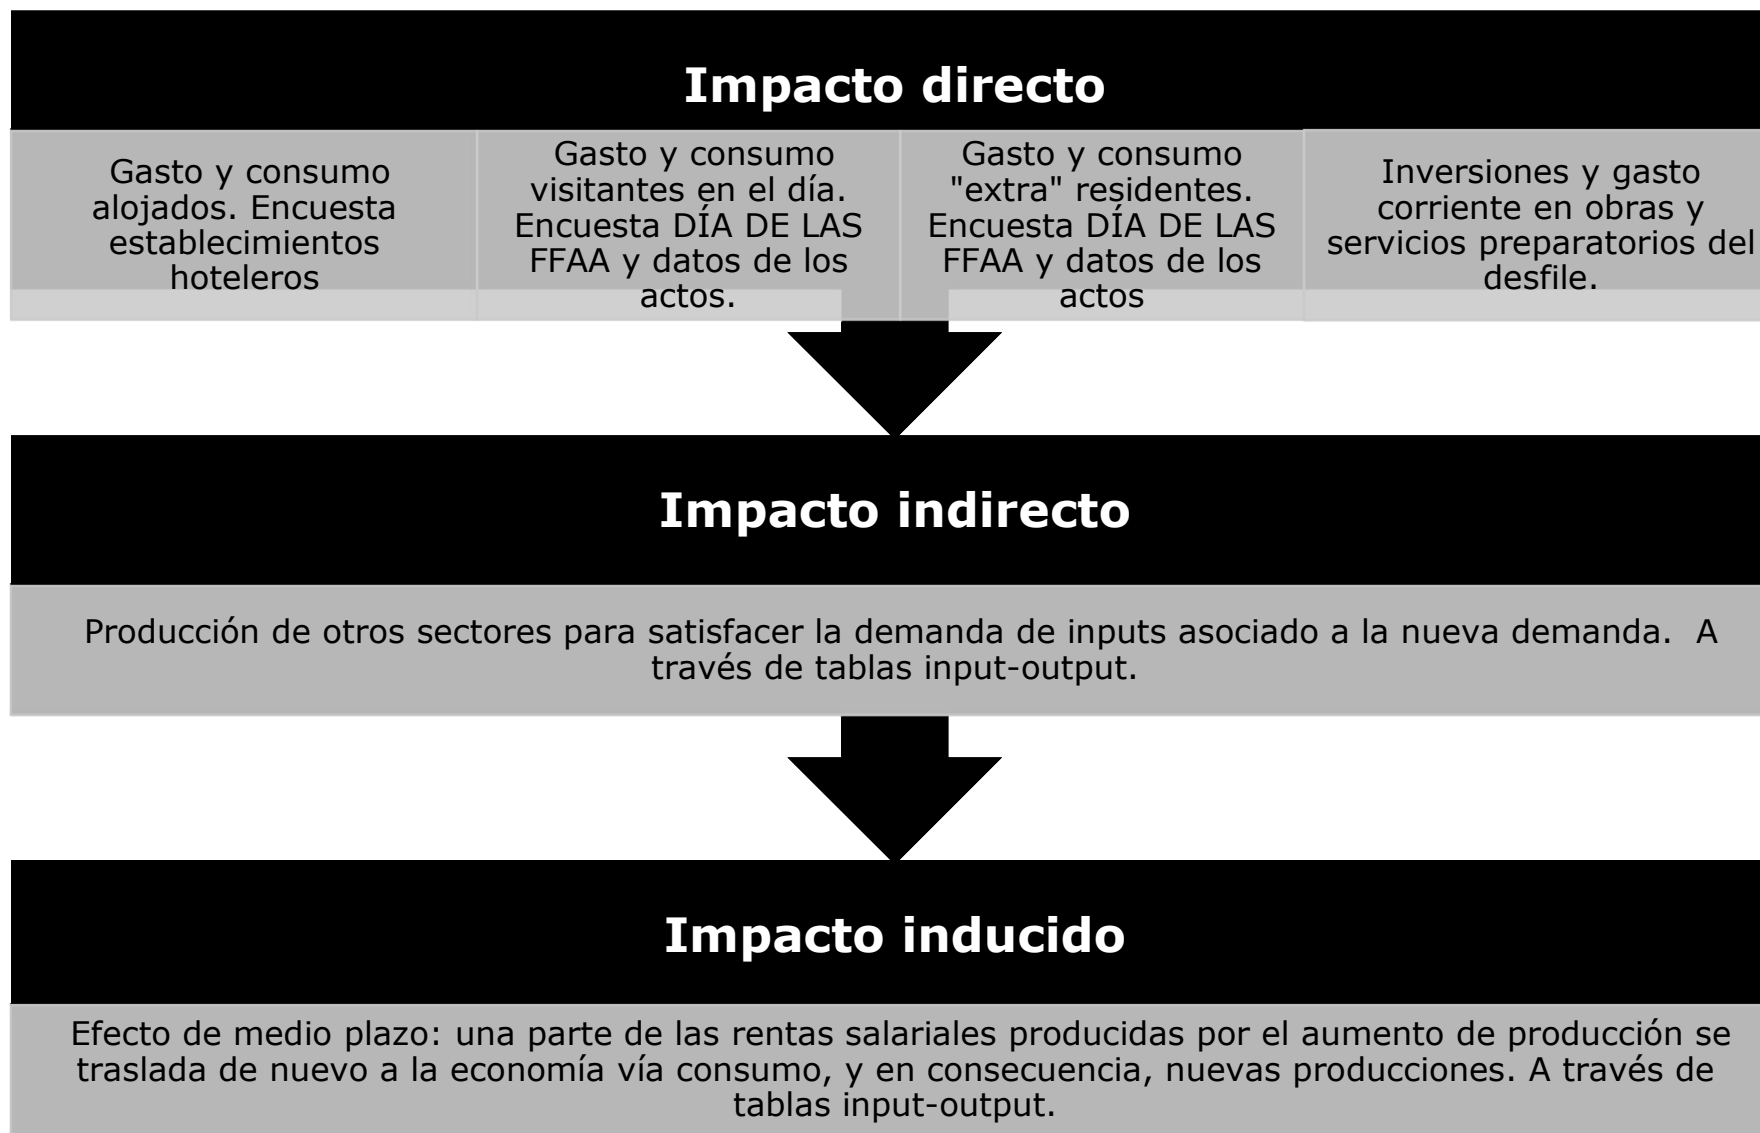 Impacto directo
Gasto y consumo
alojados. Encuesta
establecimientos
hoteleros
Gasto y consumo
visitantes en el día.
Encuesta DÍA DE LAS
FFAA y datos de los
actos.
Gasto y consumo
"extra" residentes.
Encuesta DÍA DE LAS
FFAA y datos de los
actos
Inversiones y gasto
corriente en obras y
servicios preparatorios del
desfile.
Impacto indirecto
Producción de otros sectores para satisfacer la demanda de inputs asociado a la nueva demanda.  A
través de tablas input-output.
Impacto inducido
Efecto de medio plazo: una parte de las rentas salariales producidas por el aumento de producción se
traslada de nuevo a la economía vía consumo, y en consecuencia, nuevas producciones. A través de
tablas input-output.